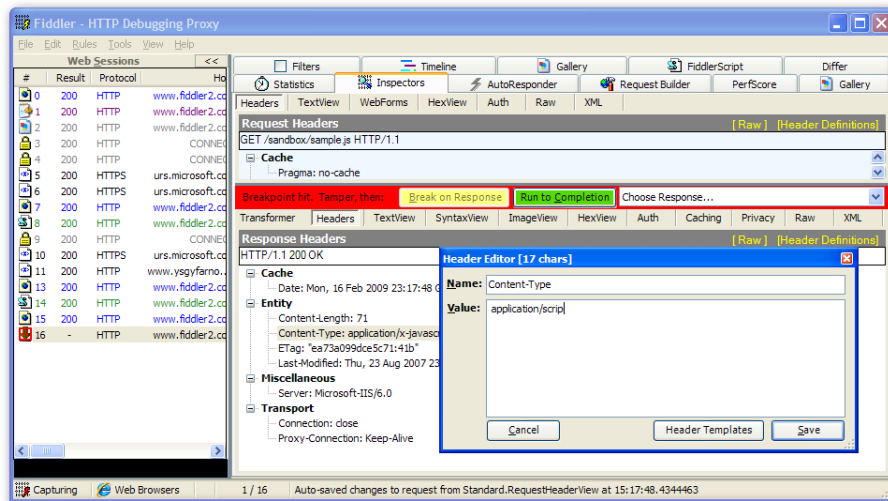 Fiddler - HTTP Debugging Proxy
File Edit Rules Tools View Help
Web Sessions <<
# Result Protocol Ho
0 200 HTTP www.fiddler2.co
1 200 HTTP www.fiddler2.co
2 200 HTTP www.fiddler2.co
3 200 HTTP CONNEC
4 200 HTTP CONNEC
5 200 HTTPS urs.microsoft.co
6 200 HTTPS urs.microsoft.co
7 200 HTTP www.fiddler2.co
8 200 HTTP www.fiddler2.co
9 200 HTTP CONNEC
10 200 HTTPS urs.microsoft.co
11 200 HTTP www.ysgyfarno..
13 200 HTTP www.fiddler2.co
14 200 HTTP www.fiddler2.co
15 200 HTTP www.fiddler2.co
16 - HTTP www.fiddler2.co
Filters Timeline Gallery FiddlerScript Differ
Statistics Inspectors AutoResponder Request Builder PerfScore Gallery
Headers TextView WebForms HexView Auth Raw XML
Request Headers [ Raw ] [Header Definitions]
GET /sandbox/sample.js HTTP/1.1
Cache
Pragma: no-cache
Breakpoint hit. Tamper, then: Break on Response Run to Completion Choose Response...
Transformer Headers TextView SyntaxView ImageView HexView Auth Caching Privacy Raw XML
Response Headers [ Raw ] [Header Definitions]
HTTP/1.1 200 OK
Cache
Date: Mon, 16 Feb 2009 23:17:48 G
Entity
Content-Length: 71
Content-Type: application/x-javascr
ETag: "ea73a099dce5c71:41b"
Last-Modified: Thu, 23 Aug 2007 23
Miscellaneous
Server: Microsoft-IIS/6.0
Transport
Connection: close
Proxy-Connection: Keep-Alive
Header Editor [17 chars]
Name: Content-Type
Value: application/scrip
Cancel Header Templates Save
Capturing Web Browsers 1 / 16 Auto-saved changes to request from Standard.RequestHeaderView at 15:17:48.4344463